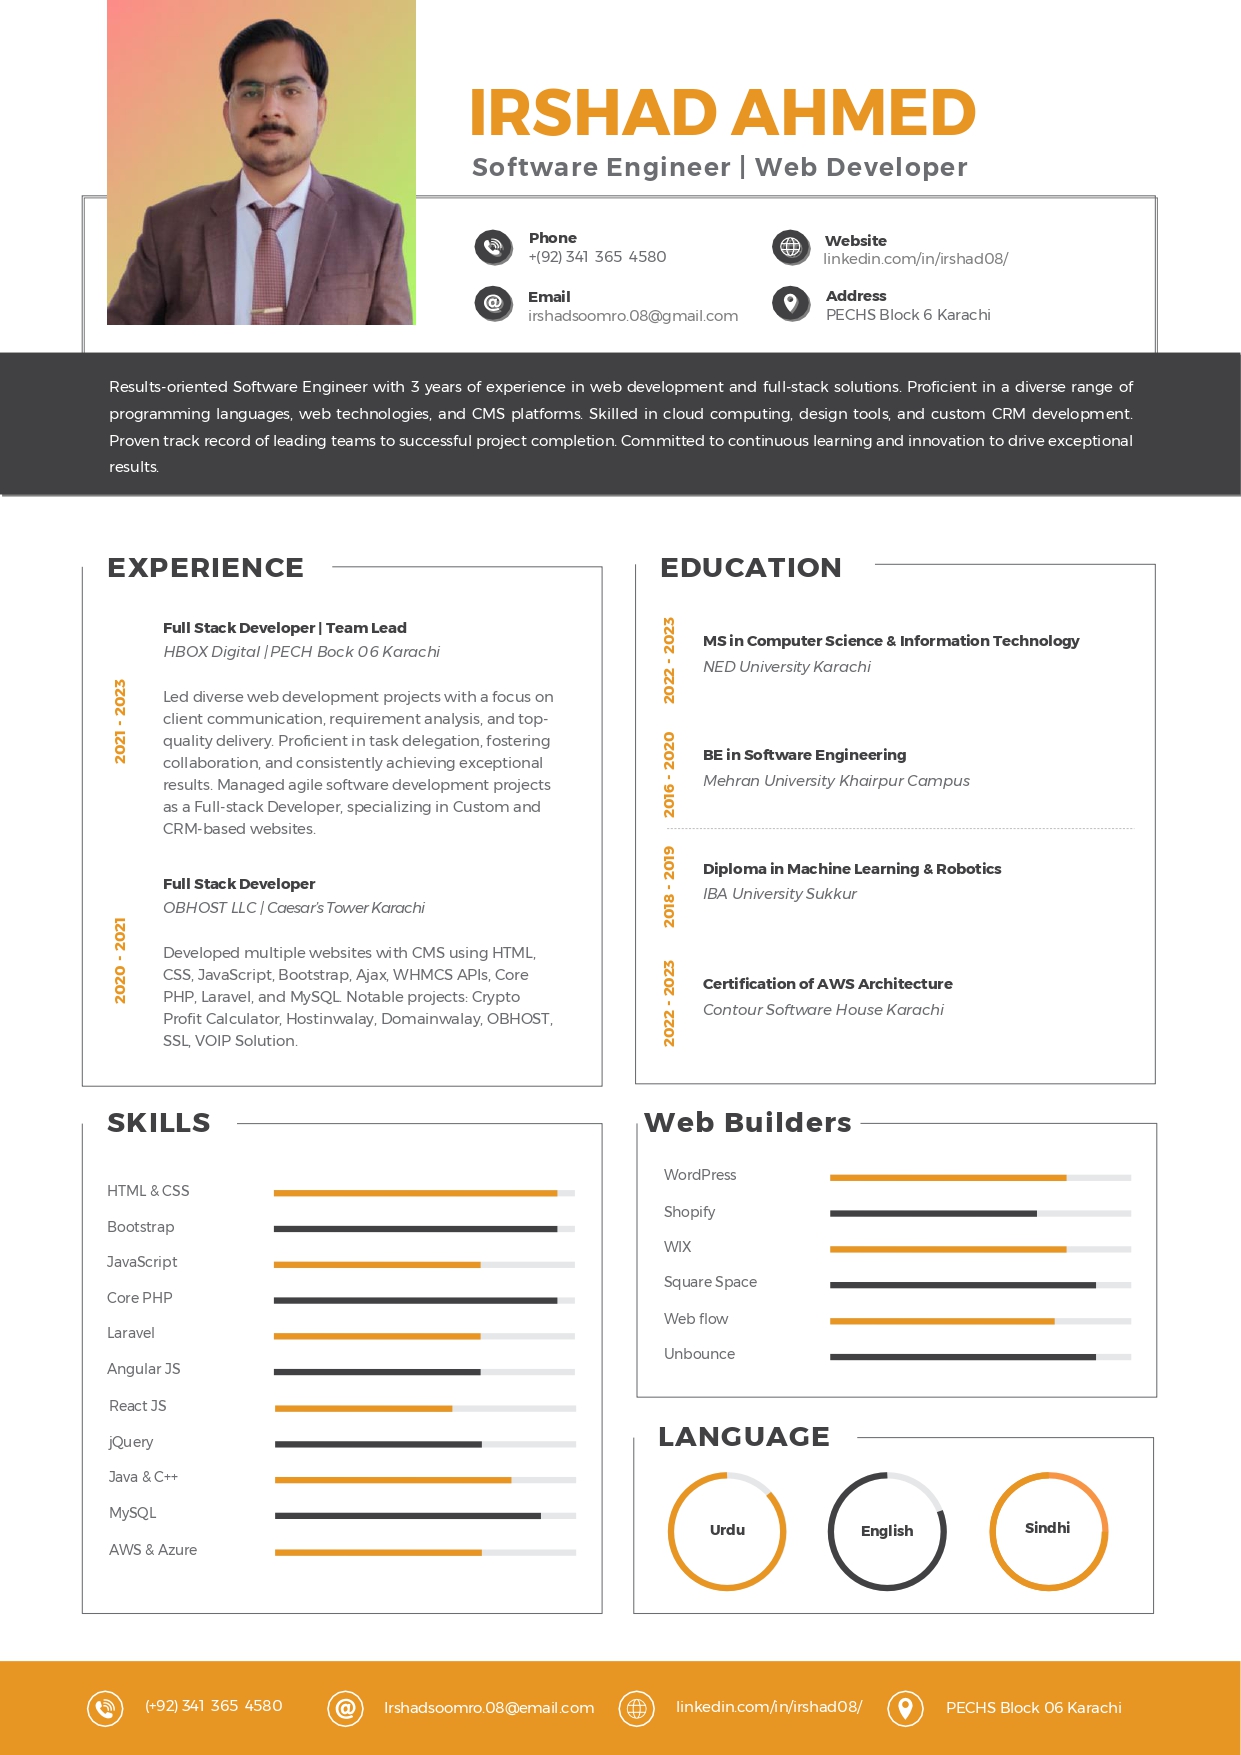 IRSHAD AHMED
Software Engineer | Web Developer
Phone
+(92) 341 365 4580
Website
linkedin.com/in/irshad08/
Email
irshadsoomro.08@gmail.com
Address
PECHS Block 6 Karachi
Results-oriented Software Engineer with 3 years of experience in web development and full-stack solutions. Proficient in a diverse range of
programming languages, web technologies, and CMS platforms. Skilled in cloud computing, design tools, and custom CRM development.
Proven track record of leading teams to successful project completion. Committed to continuous learning and innovation to drive exceptional
results.
EXPERIENCE
2021 - 2023
Full Stack Developer | Team Lead
HBOX Digital | PECH Bock 06 Karachi
Led diverse web development projects with a focus on
client communication, requirement analysis, and top-
quality delivery. Proficient in task delegation, fostering
collaboration, and consistently achieving exceptional
results. Managed agile software development projects
as a Full-stack Developer, specializing in Custom and
CRM-based websites.
2020 - 2021
Full Stack Developer
OBHOST LLC | Caesar's Tower Karachi
Developed multiple websites with CMS using HTML,
CSS, JavaScript, Bootstrap, Ajax, WHMCS APIs, Core
PHP, Laravel, and MySQL. Notable projects: Crypto
Profit Calculator, Hostinwalay, Domainwalay, OBHOST,
SSL, VOIP Solution.
EDUCATION
2022 - 2023
MS in Computer Science & Information Technology
NED University Karachi
2016 - 2020
BE in Software Engineering
Mehran University Khairpur Campus
2018 - 2019
Diploma in Machine Learning & Robotics
IBA University Sukkur
2022 - 2023
Certification of AWS Architecture
Contour Software House Karachi
SKILLS
HTML & CSS
Bootstrap
JavaScript
Core PHP
Laravel
Angular JS
React JS
jQuery
Java & C++
MySQL
AWS & Azure
Web Builders
WordPress
Shopify
WIX
Square Space
Web flow
Unbounce
LANGUAGE
Urdu
English
Sindhi
(+92) 341 365 4580
Irshadsoomro.08@email.com
linkedin.com/in/irshad08/
PECHS Block 06 Karachi